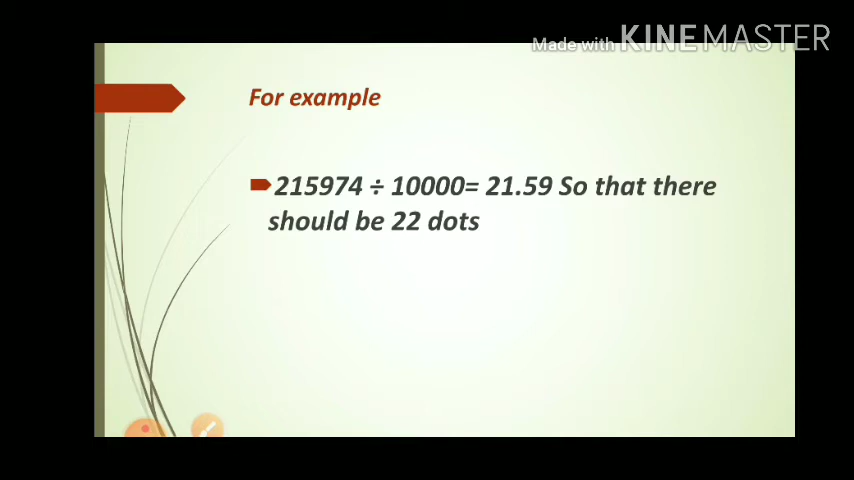 Made with KINEMASTER
For example
215974 ÷ 10000= 21.59 So that there
should be 22 dots